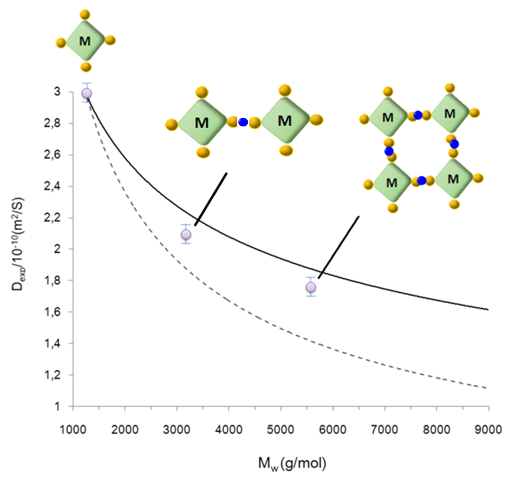 M
M
M
M
M
M
M
3
2,8
2,6
2,4
2,2
2
1,8
1,6
1,4
1,2
1
D_exp/10^-10(m^2/S)
1000 2000 3000 4000 5000 6000 7000 8000 9000
M_w (g/mol)